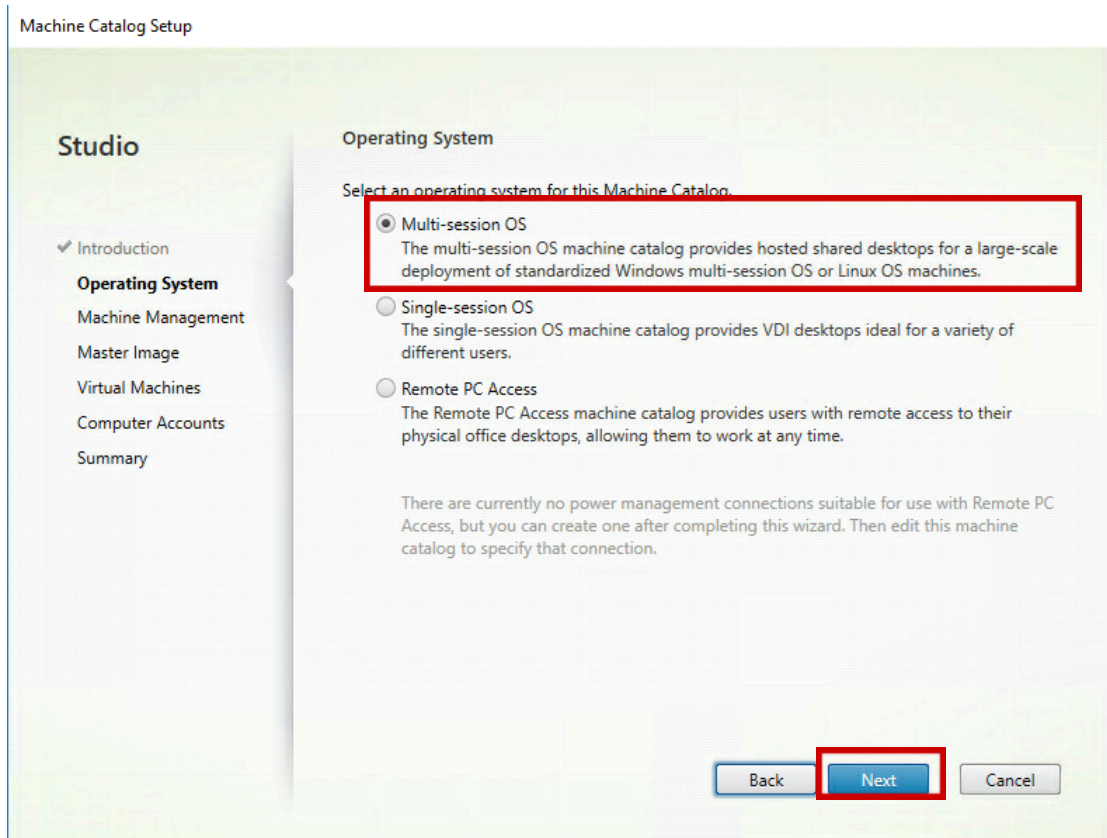 Machine Catalog Setup
Studio
Introduction
Operating System
Machine Management
Master Image
Virtual Machines
Computer Accounts
Summary
Operating System
Select an operating system for this Machine Catalog.
Multi-session OS
The multi-session OS machine catalog provides hosted shared desktops for a large-scale
deployment of standardized Windows multi-session OS or Linux OS machines.
Single-session OS
The single-session OS machine catalog provides VDI desktops ideal for a variety of
different users.
Remote PC Access
The Remote PC Access machine catalog provides users with remote access to their
physical office desktops, allowing them to work at any time.
There are currently no power management connections suitable for use with Remote PC
Access, but you can create one after completing this wizard. Then edit this machine
catalog to specify that connection.
Back Next Cancel